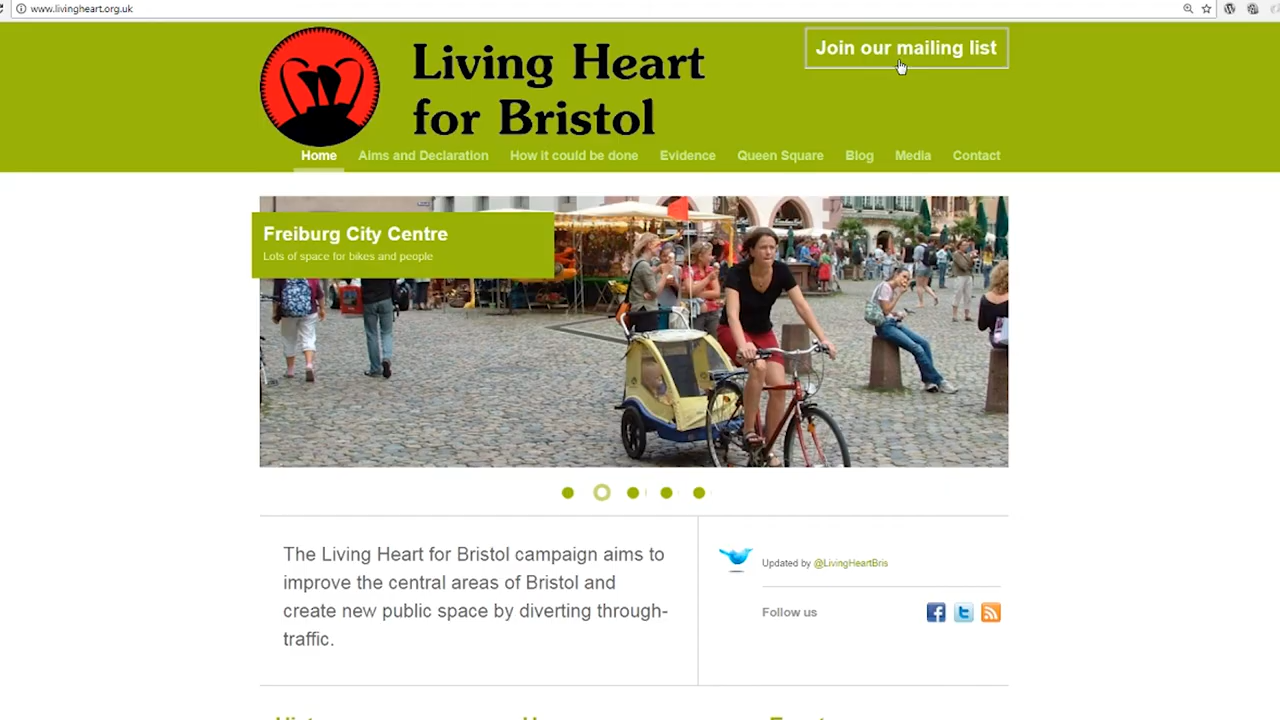 www.livingheart.org.uk
Join our mailing list
Living Heart
for Bristol
Home Aims and Declaration How it could be done Evidence Queen Square Blog Media Contact
Freiburg City Centre
Lots of space for bikes and people
The Living Heart for Bristol campaign aims to
improve the central areas of Bristol and
create new public space by diverting through-
traffic.
Updated by @LivingHeartBris
Follow us